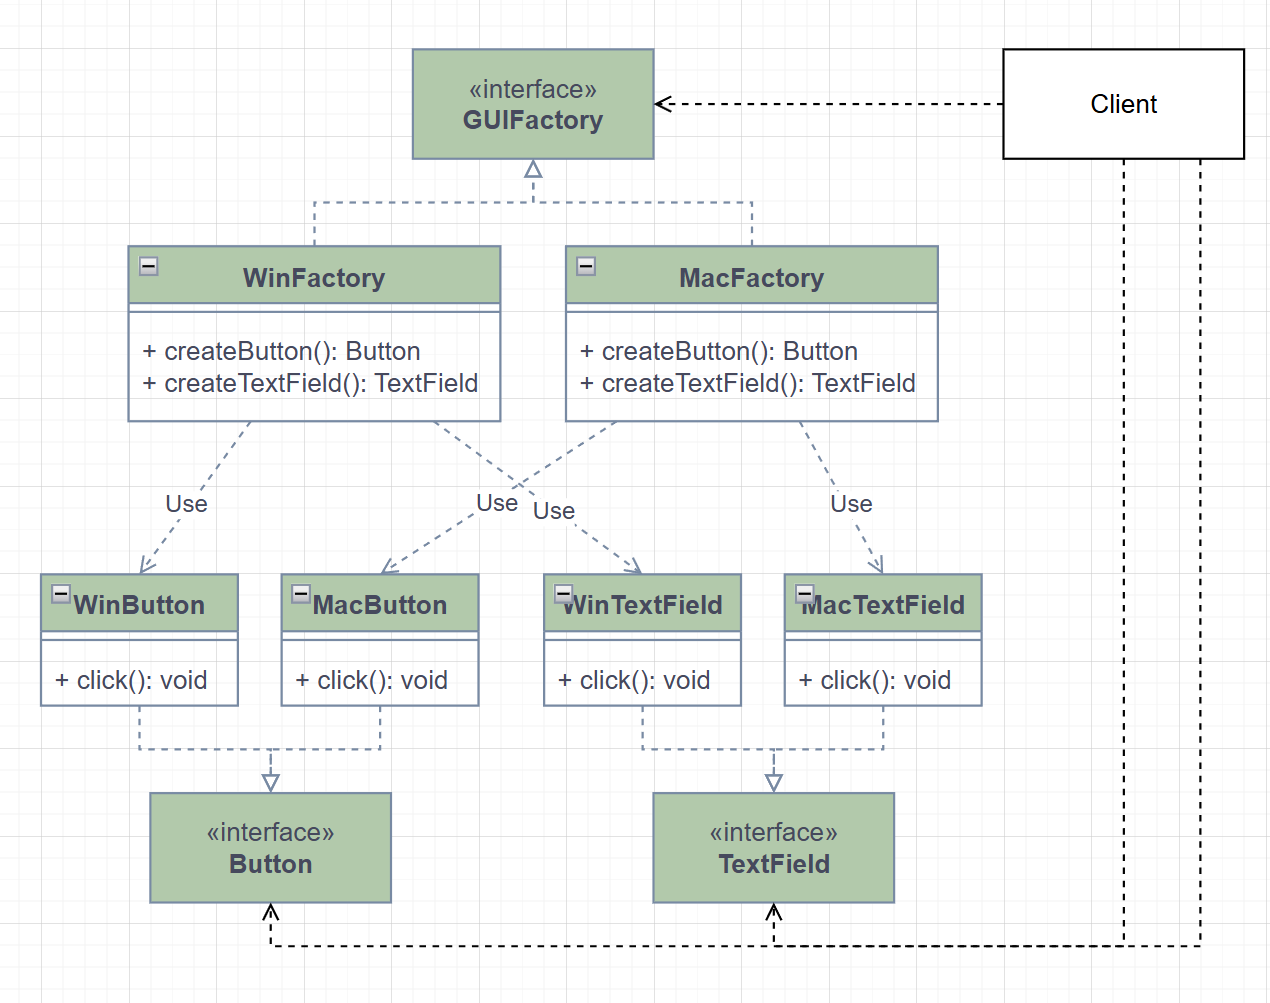 «interface»
GUIFactory
Client
WinFactory
+ createButton(): Button
+ createTextField(): TextField
MacFactory
+ createButton(): Button
+ createTextField(): TextField
Use
Use
Use
Use
WinButton
+ click(): void
MacButton
+ click(): void
WinTextField
+ click(): void
MacTextField
+ click(): void
«interface»
Button
«interface»
TextField